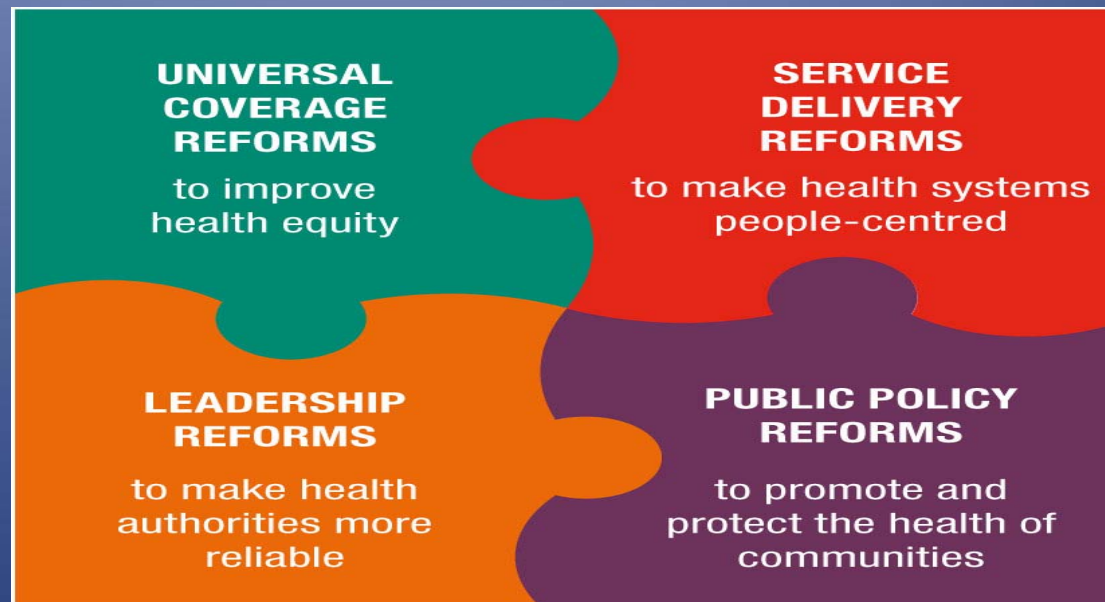 UNIVERSAL
COVERAGE
REFORMS
to improve
health equity
SERVICE
DELIVERY
REFORMS
to make health systems
people-centred
LEADERSHIP
REFORMS
to make health
authorities more
reliable
PUBLIC POLICY
REFORMS
to promote and
protect the health of
communities